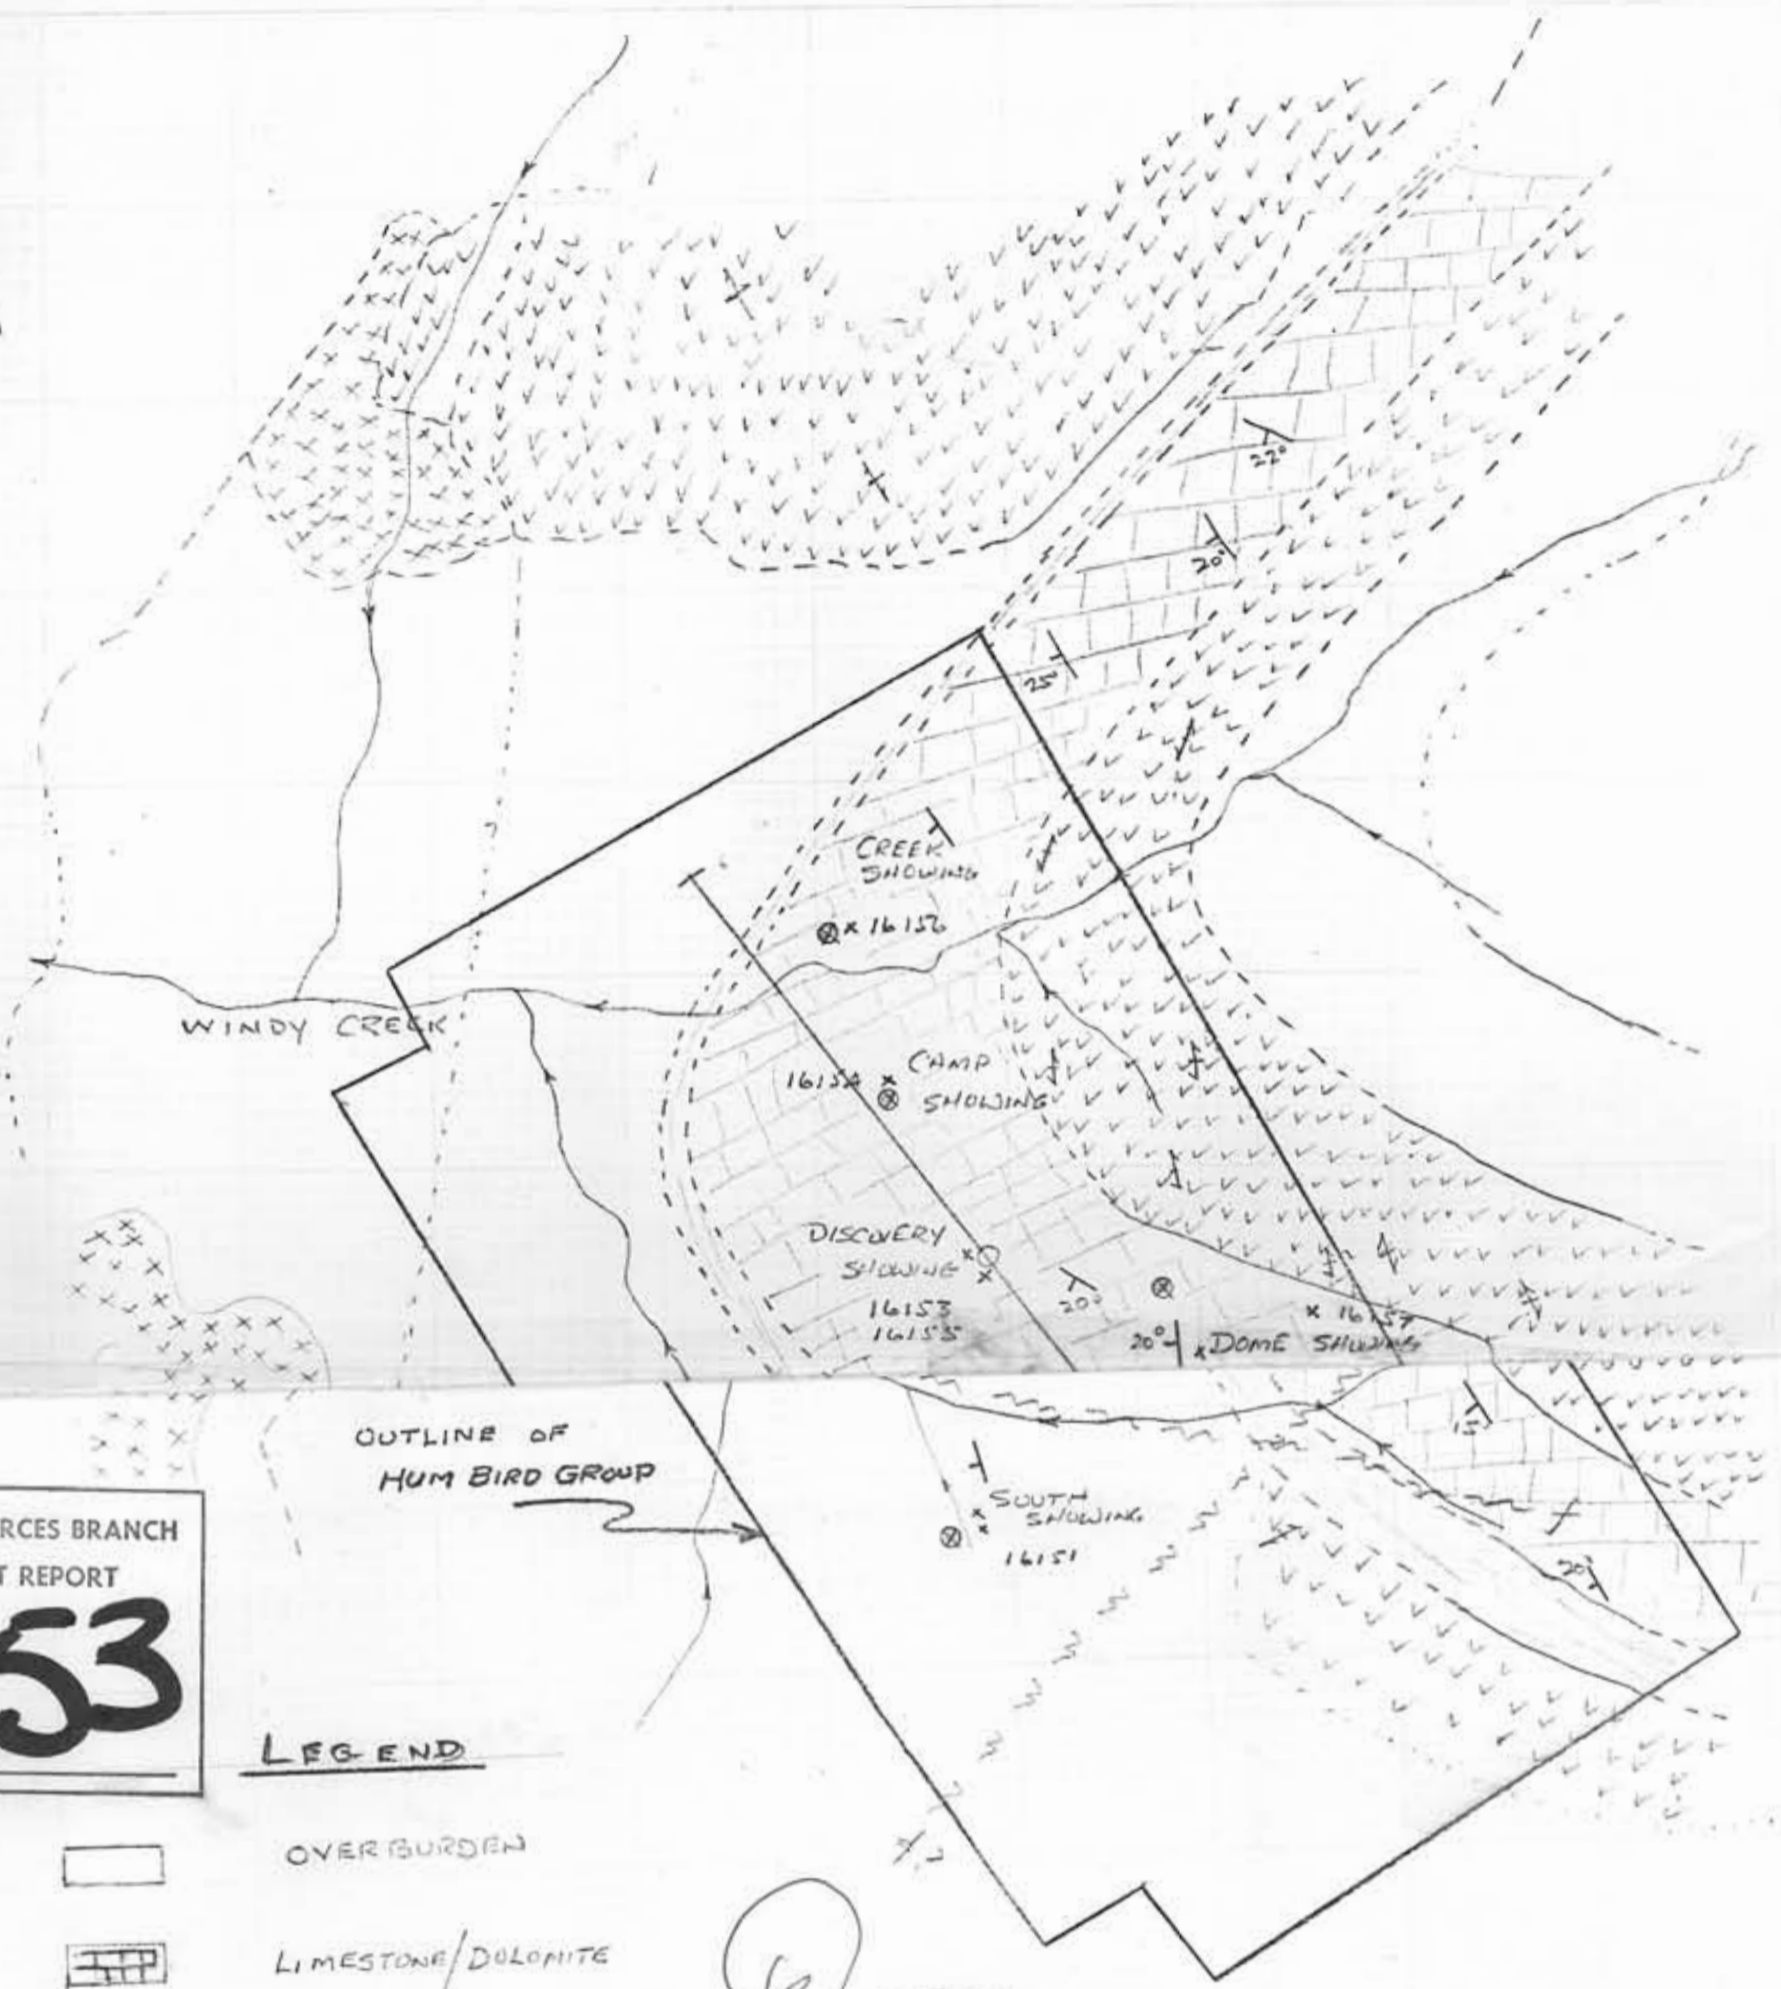 22°
20°
25
CREEK
SHOWING
x 16156
WINDY CREEK
CAMP
SHOWING
DISCOVERY
SHOWING
16153
16155
20°
20°
DOME SHOWING
15
OUTLINE OF
HUM BIRD GROUP
SOUTH
SHOWING
16151
20°
RCES BRANCH
T REPORT
53
LEGEND
OVERBURDEN
LIMESTONE/DOLOMITE